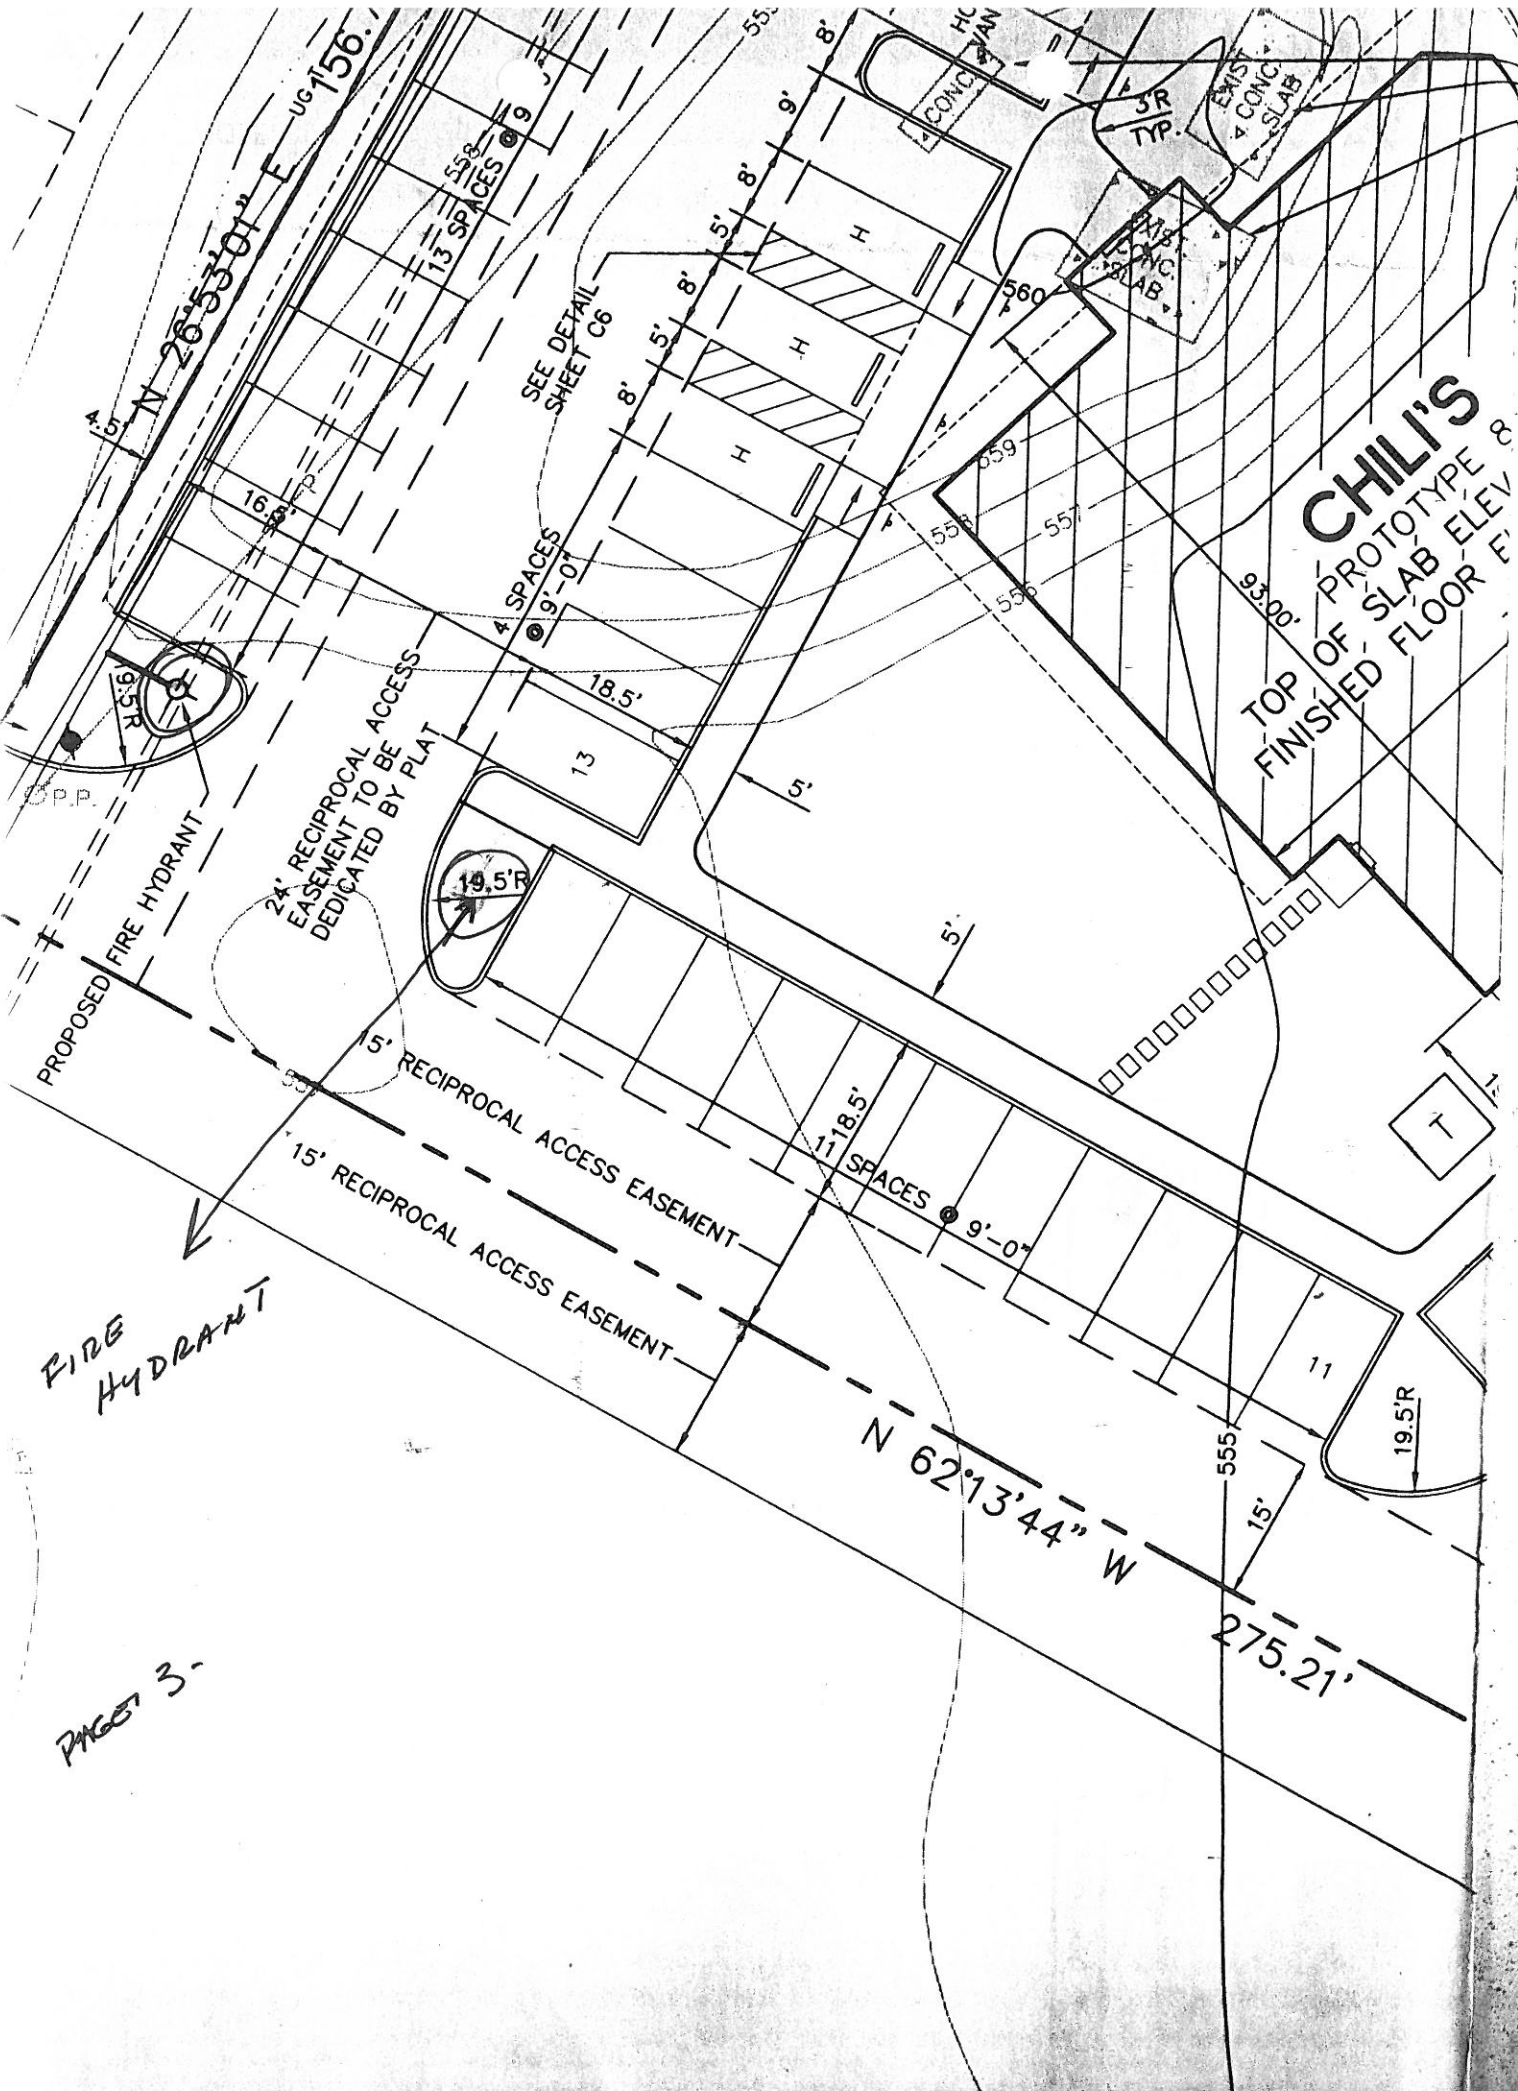 8'
559
9'
8'
5'
8'
5'
8'
CONC.
VAN
3'R
TYP.
EXIST
CONC.
SLAB
EXIST
CONC.
SLAB
UGT
156.
N 26°53'01" E
558
13 SPACES @ 9
4.5'
16.5'
P
SEE DETAIL
SHEET C6
H
H
H
560
559
558
557
556
CHILI'S
PROTOTYPE 8
TOP OF SLAB ELEV
FINISHED FLOOR E
93.00'
4 SPACES
@ 9'-0"
18.5'
13
5'
19.5'R
P.P.
PROPOSED FIRE HYDRANT
24' RECIPROCAL ACCESS
EASEMENT TO BE
DEDICATED BY PLAT
19.5'R
5'
15' RECIPROCAL ACCESS EASEMENT
15' RECIPROCAL ACCESS EASEMENT
18.5'
11 SPACES @ 9'-0"
T
11
19.5'R
FIRE
HYDRANT
N 62°13'44" W
275.21'
555
15'
PAGE 3-